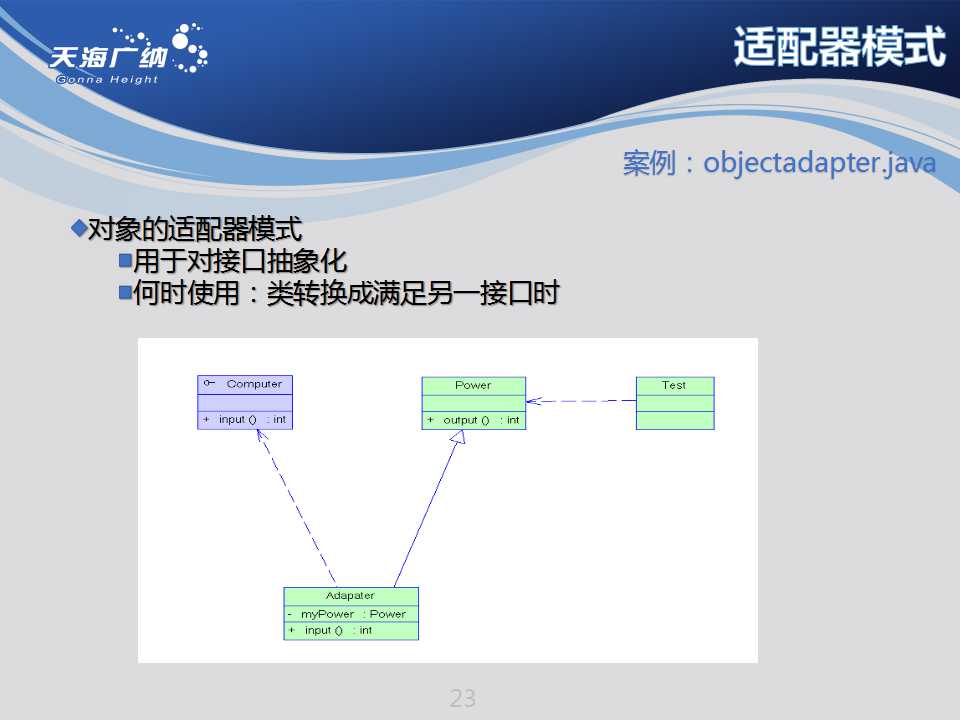 天海广纳
Gonna Height
适配器模式
案例：objectadapter.java
对象的适配器模式
用于对接口抽象化
何时使用：类转换成满足另一接口时
Computer
+ input () : int
Power
+ output () : int
Test
Adapater
- myPower : Power
+ input () : int
23